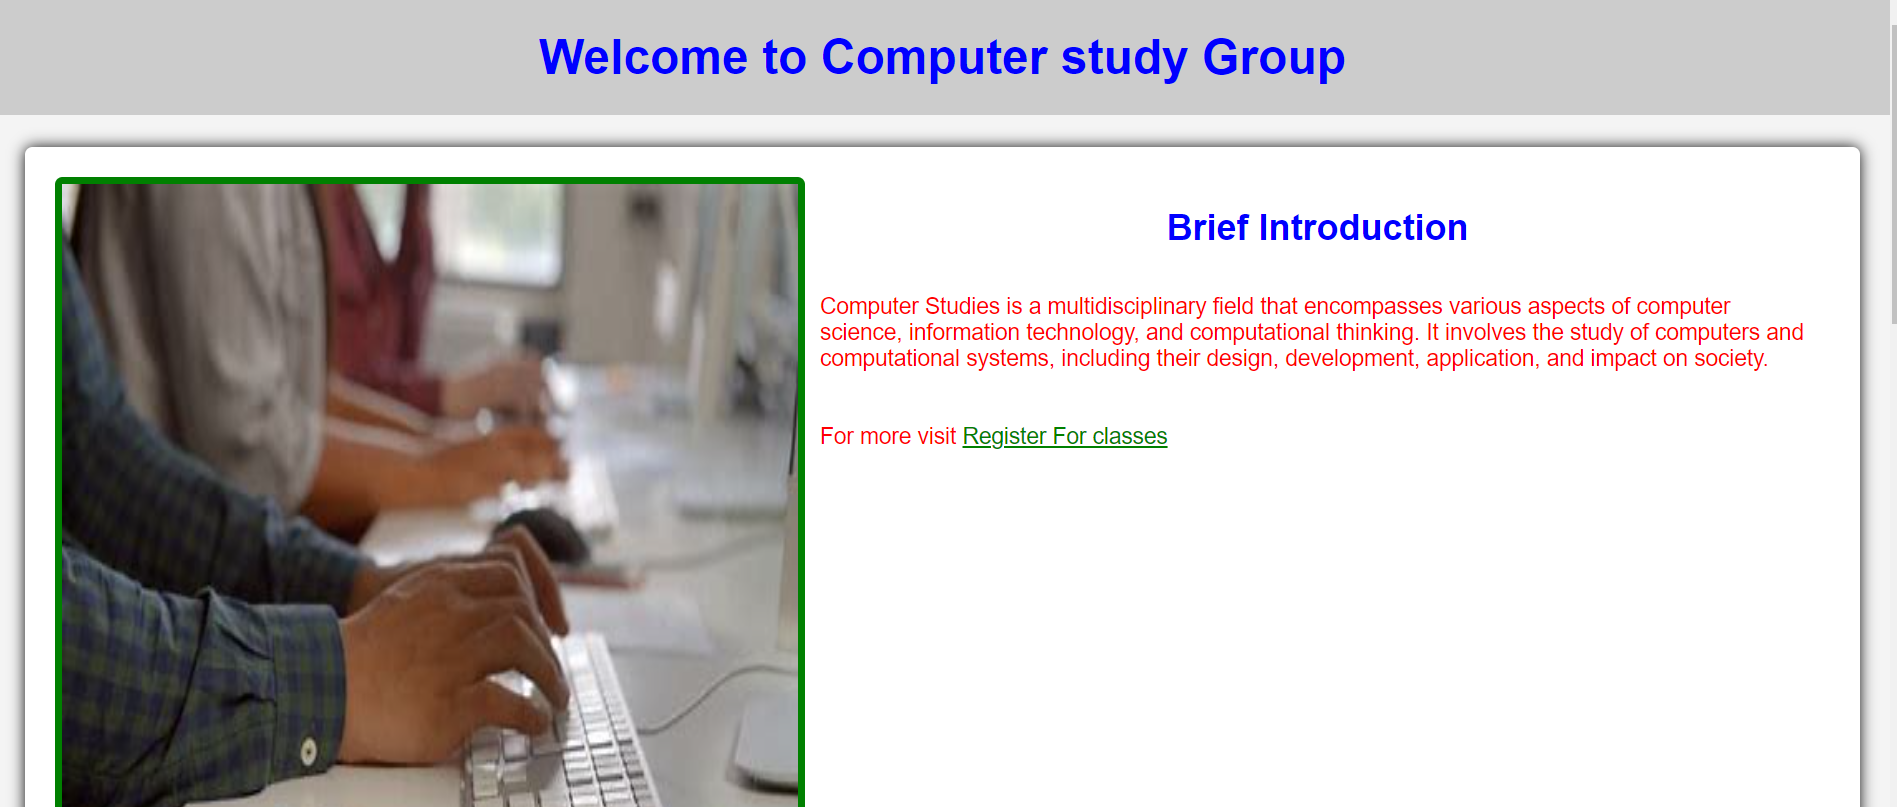 Welcome to Computer study Group
Brief Introduction
Computer Studies is a multidisciplinary field that encompasses various aspects of computer
science, information technology, and computational thinking. It involves the study of computers and
computational systems, including their design, development, application, and impact on society.
For more visit Register For classes